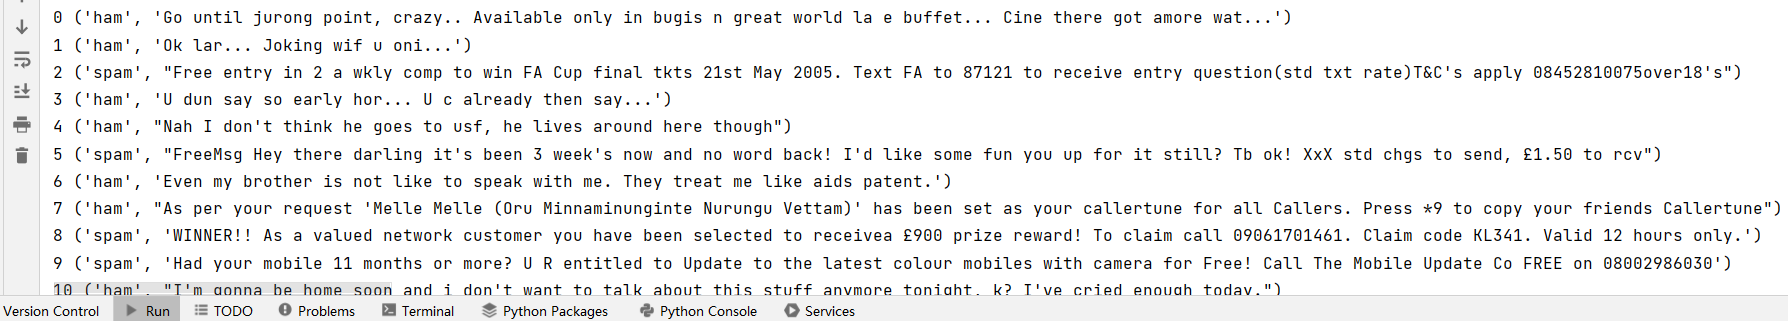 0 ('ham', 'Go until jurong point, crazy.. Available only in bugis n great world la e buffet... Cine there got amore wat...')
1 ('ham', 'Ok lar... Joking wif u oni...')
2 ('spam', "Free entry in 2 a wkly comp to win FA Cup final tkts 21st May 2005. Text FA to 87121 to receive entry question(std txt rate)T&C's apply 08452810075over18's")
3 ('ham', 'U dun say so early hor... U c already then say...')
4 ('ham', "Nah I don't think he goes to usf, he lives around here though")
5 ('spam', "FreeMsg Hey there darling it's been 3 week's now and no word back! I'd like some fun you up for it still? Tb ok! XxX std chgs to send, £1.50 to rcv")
6 ('ham', 'Even my brother is not like to speak with me. They treat me like aids patent.')
7 ('ham', "As per your request 'Melle Melle (Oru Minnaminunginte Nurungu Vettam)' has been set as your callertune for all Callers. Press *9 to copy your friends Callertune")
8 ('spam', 'WINNER!! As a valued network customer you have been selected to receivea £900 prize reward! To claim call 09061701461. Claim code KL341. Valid 12 hours only.')
9 ('spam', 'Had your mobile 11 months or more? U R entitled to Update to the latest colour mobiles with camera for Free! Call The Mobile Update Co FREE on 08002986030')
10 ('ham', "I'm gonna be home soon and i don't want to talk about this stuff anymore tonight, k? I've cried enough today.")
Version Control Run TODO Problems Terminal Python Packages Python Console Services